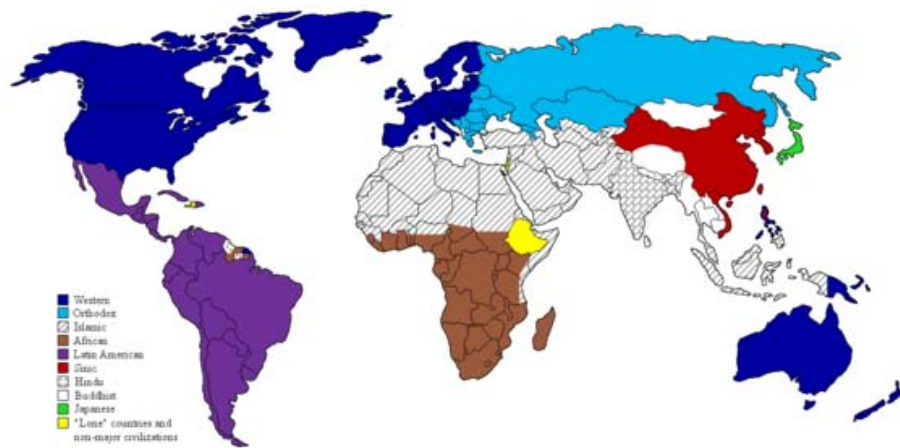 Western
Orthodox
Islamic
African
Latin American
Sinic
Hindu
Buddhist
Japanese
"Lone" countries and
non-major civilizations